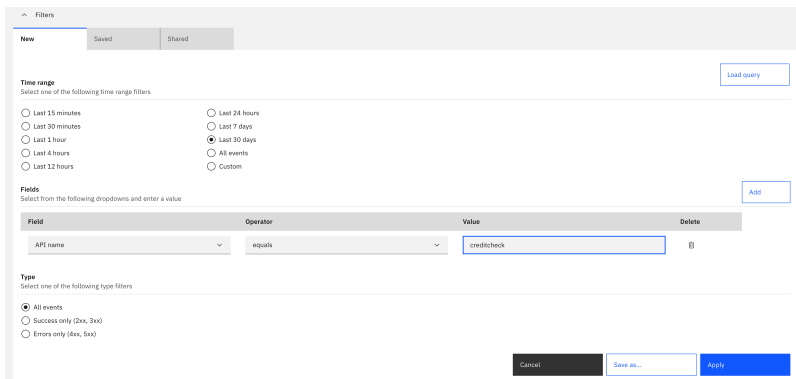 Filters
New Saved Shared
Load query
Time range
Select one of the following time range filters
Last 15 minutes Last 24 hours
Last 30 minutes Last 7 days
Last 1 hour Last 30 days
Last 4 hours All events
Last 12 hours Custom
Fields
Select from the following dropdowns and enter a value
Add
Field Operator Value Delete
API name equals creditcheck
Type
Select one of the following type filters
All events
Success only (2xx, 3xx)
Errors only (4xx, 5xx)
Cancel Save as... Apply